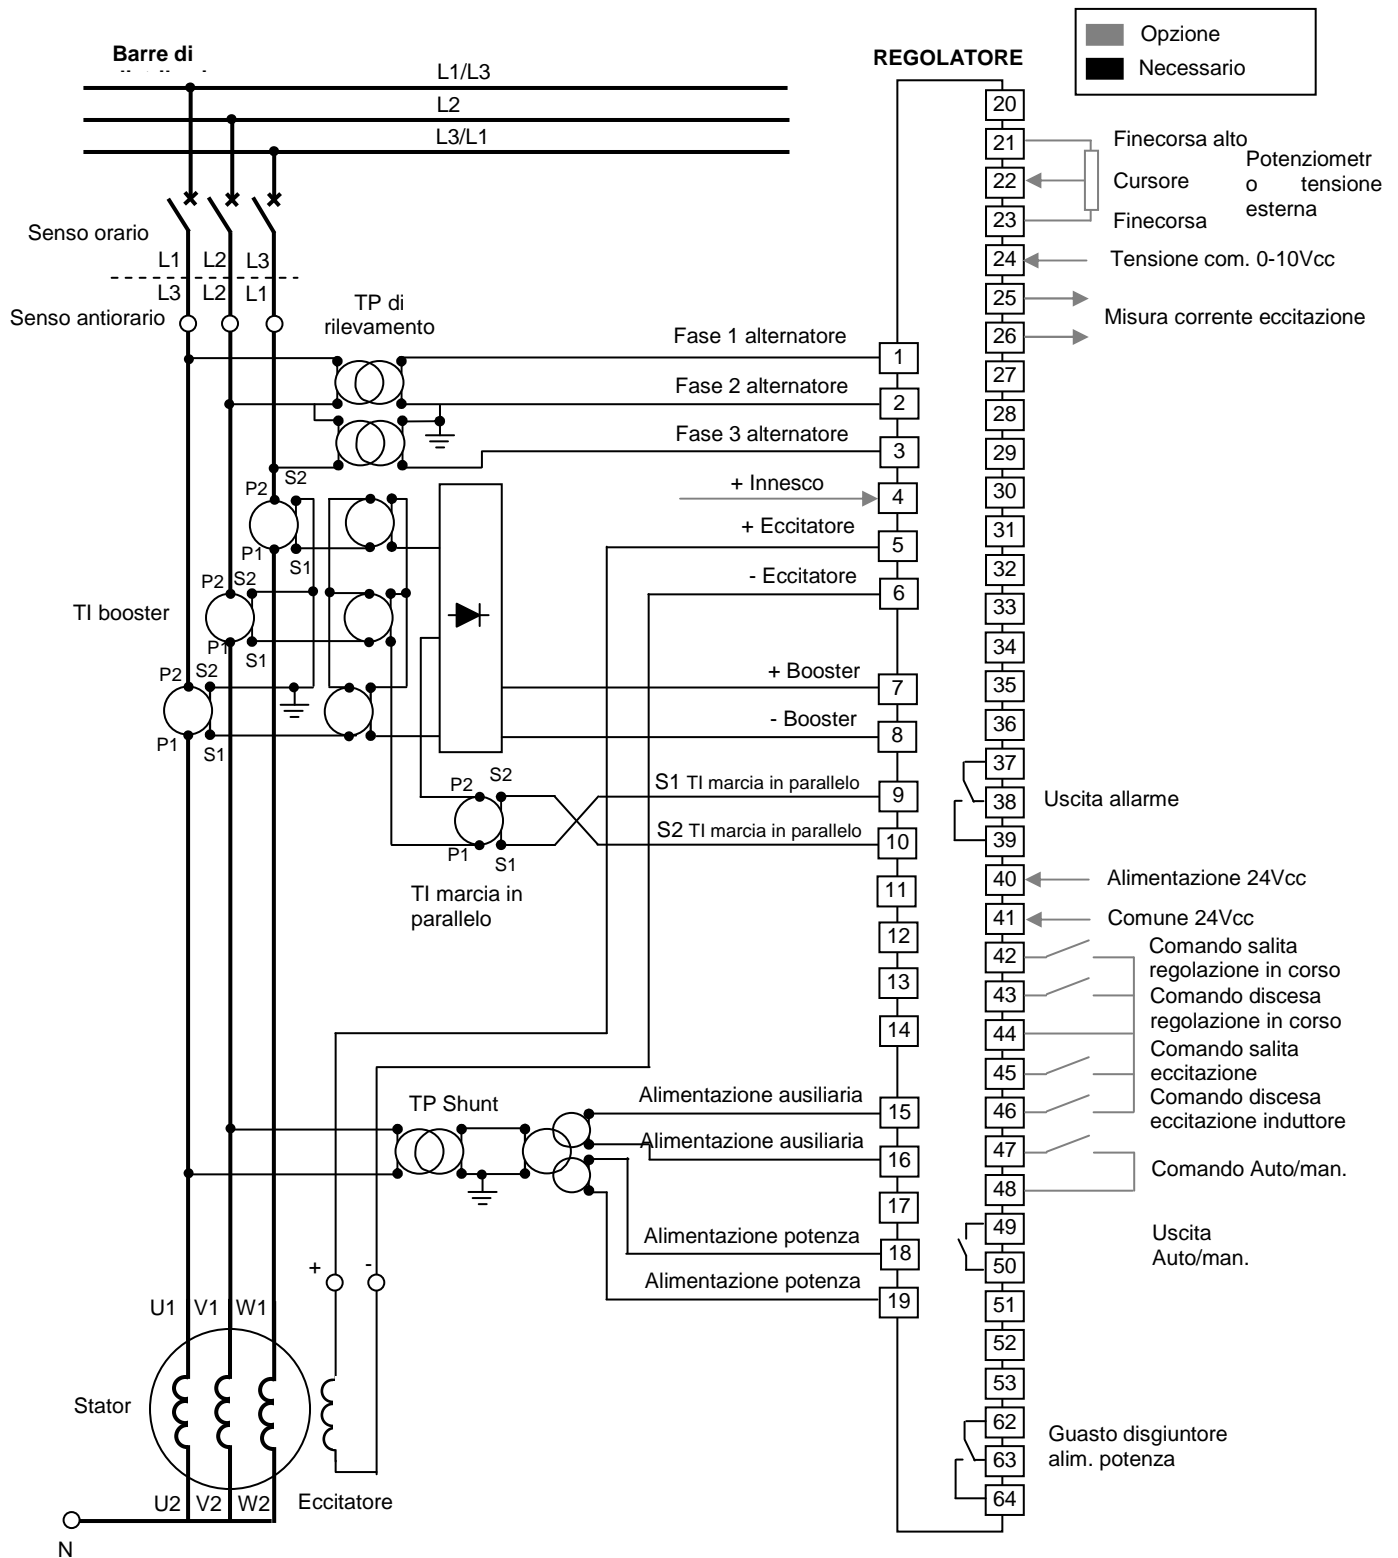 Barre di
L1/L3
L2
L3/L1
REGOLATORE
Opzione
Necessario
Senso orario
L1 L2 L3
L3 L2 L1
Senso antiorario
TP di
rilevamento
Fase 1 alternatore
1
Fase 2 alternatore
2
Fase 3 alternatore
3
+ Innesco
4
+ Eccitatore
5
- Eccitatore
6
TI booster
P2 S2
P1 S1
P2 S2
P1 S1
P2 S2
P1 S1
+ Booster
7
- Booster
8
P2 S2
P1 S1
S1 TI marcia in parallelo
9
S2 TI marcia in parallelo
10
TI marcia in
parallelo
11
12
13
14
TP Shunt
Alimentazione ausiliaria
15
Alimentazione ausiliaria
16
17
Alimentazione potenza
18
Alimentazione potenza
19
+ -
U1 V1 W1
Stator
U2 V2 W2
Eccitatore
N
20
21
Finecorsa alto
22
Cursore
23
Finecorsa
Potenziometr
o tensione
esterna
24
Tensione com. 0-10Vcc
25
26
Misura corrente eccitazione
27
28
29
30
31
32
33
34
35
36
37
38
39
Uscita allarme
40
Alimentazione 24Vcc
41
Comune 24Vcc
42
Comando salita
regolazione in corso
43
Comando discesa
regolazione in corso
44
45
Comando salita
eccitazione
46
Comando discesa
eccitazione induttore
47
48
Comando Auto/man.
49
50
Uscita
Auto/man.
51
52
53
62
63
64
Guasto disgiuntore
alim. potenza